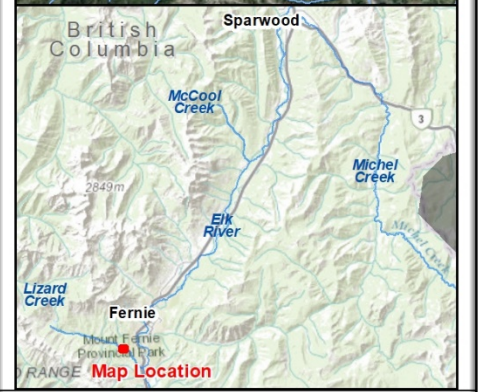 Sparwood
British
Columbia
McCool
Creek
3
Michel
Creek
2849m
Elk
River
Michel Creek
Lizard
Creek
Fernie
Mount Fernie
Provincial Park
RANGE
Map Location